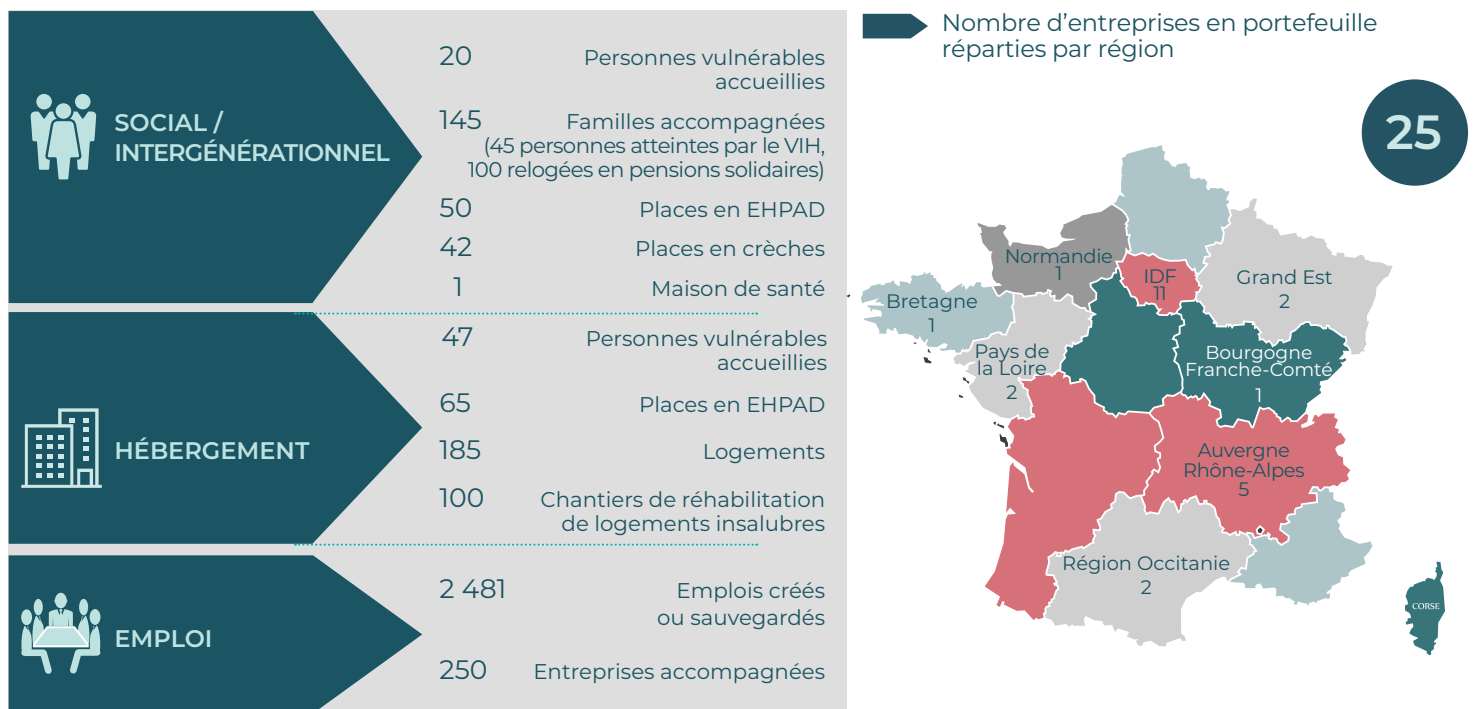 SOCIAL /
INTERGÉNÉRATIONNEL
20 Personnes vulnérables
accueillies
145 Familles accompagnées
(45 personnes atteintes par le VIH,
100 relogées en pensions solidaires)
50 Places en EHPAD
42 Places en crèches
1 Maison de santé
HÉBERGEMENT
47 Personnes vulnérables
accueillies
65 Places en EHPAD
185 Logements
100 Chantiers de réhabilitation
de logements insalubres
EMPLOI
2 481 Emplois créés
ou sauvegardés
250 Entreprises accompagnées
Nombre d’entreprises en portefeuille
réparties par région
25
Normandie
1
IDF
11
Grand Est
2
Bretagne
1
Pays de
la Loire
2
Bourgogne
Franche-Comté
1
Auvergne
Rhône-Alpes
5
Région Occitanie
2
CORSE